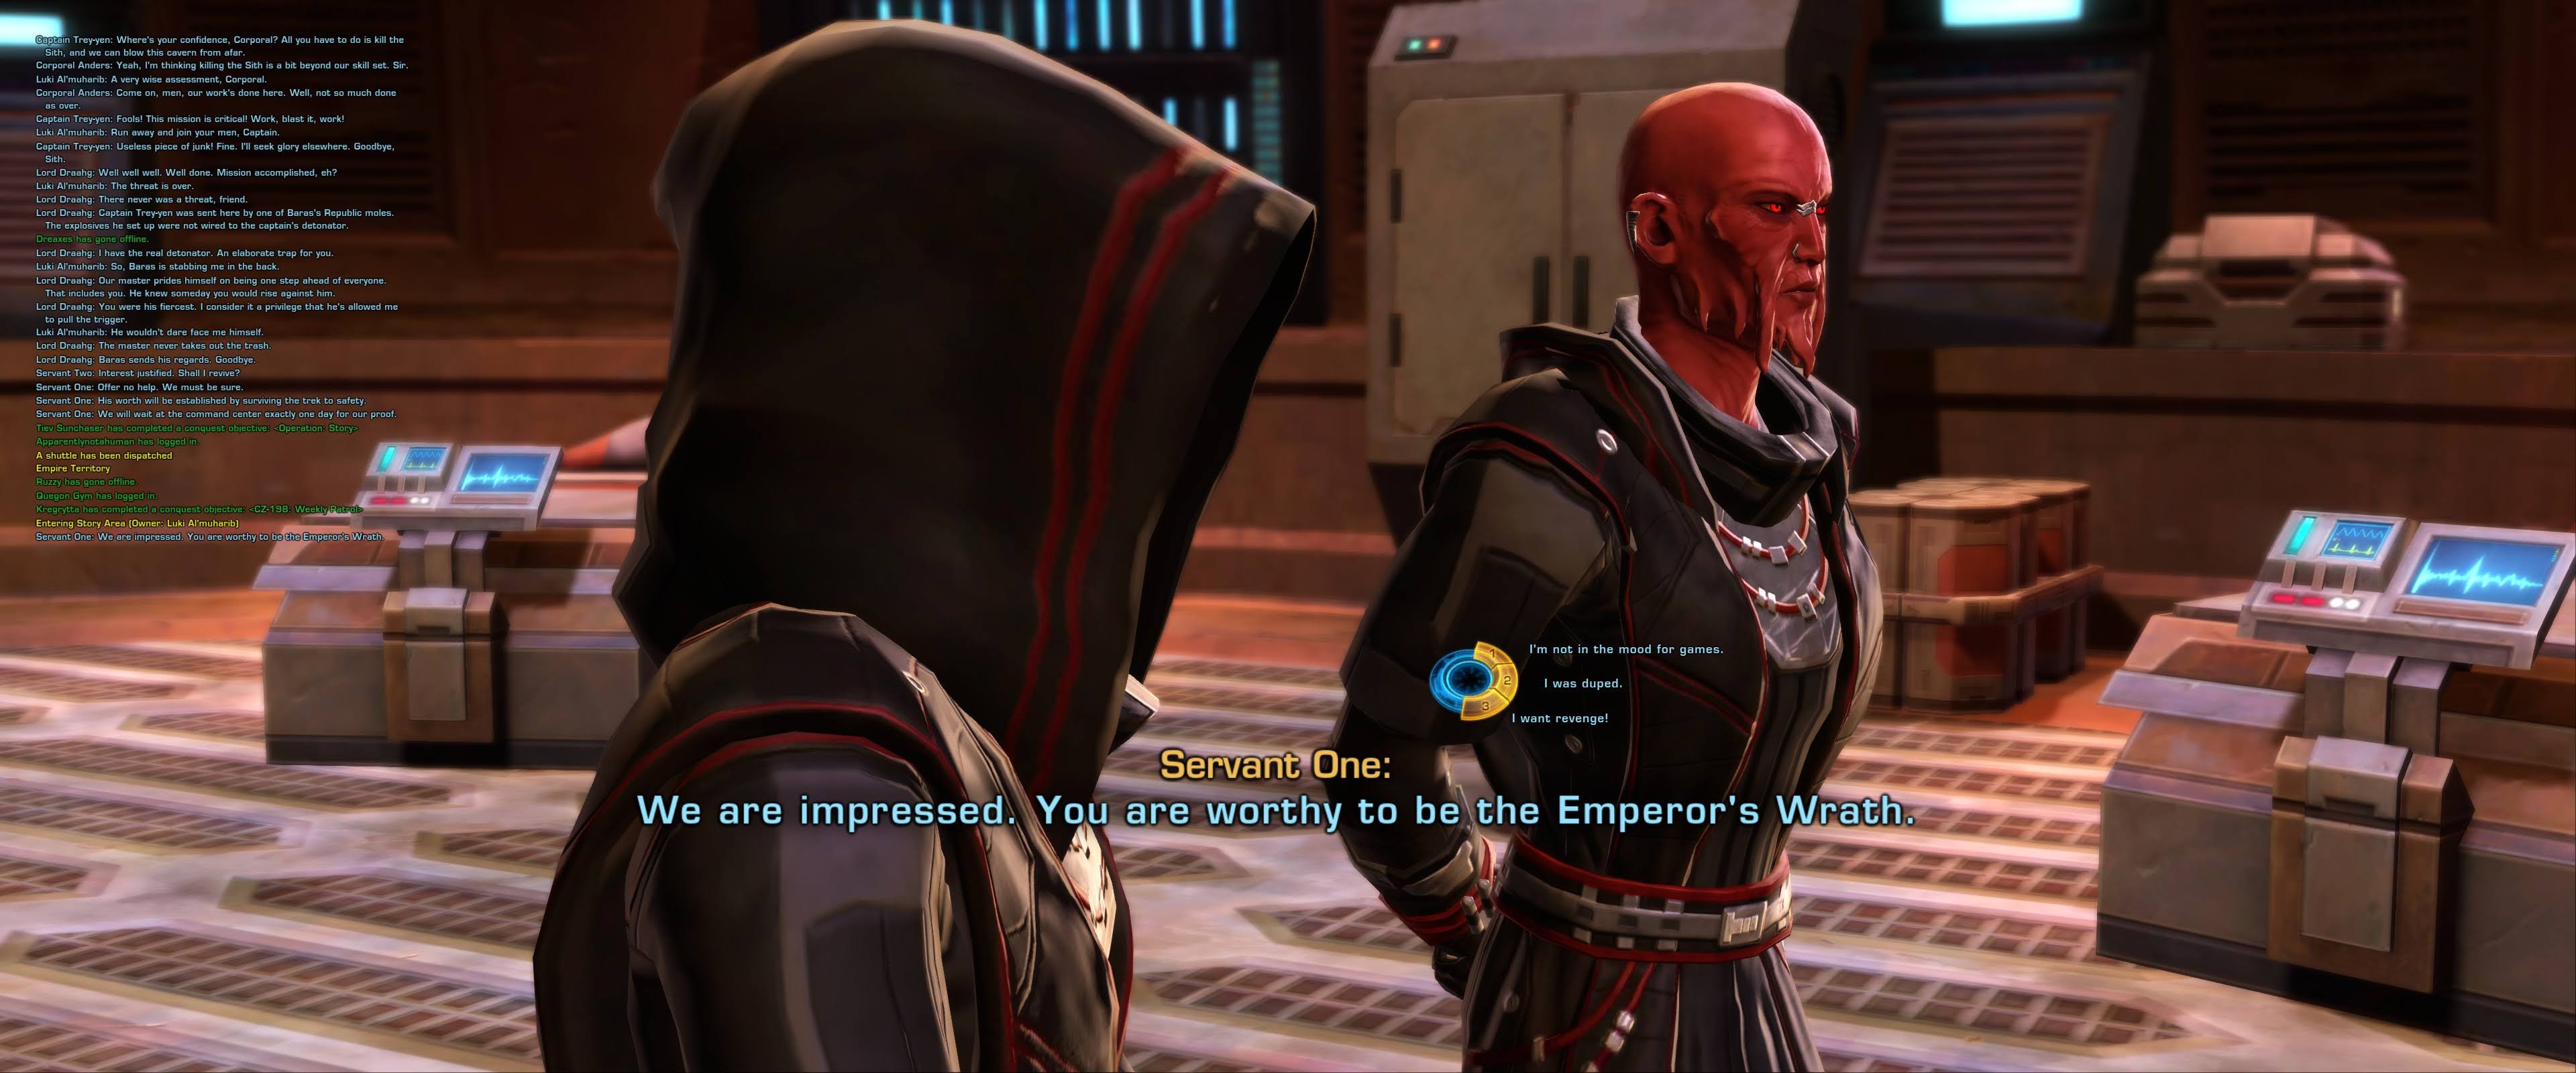 Captain Trey-yen: Where's your confidence, Corporal? All you have to do is kill the
Sith, and we can blow this cavern from afar.
Corporal Anders: Yeah, I'm thinking killing the Sith is a bit beyond our skill set. Sir.
Luki Al'muharib: A very wise assessment, Corporal.
Corporal Anders: Come on, men, our work's done here. Well, not so much done
as over.
Captain Trey-yen: Fools! This mission is critical! Work, blast it, work!
Luki Al'muharib: Run away and join your men, Captain.
Captain Trey-yen: Useless piece of junk! Fine. I'll seek glory elsewhere. Goodbye,
Sith.
Lord Draahg: Well well well. Well done. Mission accomplished, eh?
Luki Al'muharib: The threat is over.
Lord Draahg: There never was a threat, friend.
Lord Draahg: Captain Trey-yen was sent here by one of Baras's Republic moles.
The explosives he set up were not wired to the captain's detonator.
Dreaxes has gone offline.
Lord Draahg: I have the real detonator. An elaborate trap for you.
Luki Al'muharib: So, Baras is stabbing me in the back.
Lord Draahg: Our master prides himself on being one step ahead of everyone.
That includes you. He knew someday you would rise against him.
Lord Draahg: You were his fiercest. I consider it a privilege that he's allowed me
to pull the trigger.
Luki Al'muharib: He wouldn't dare face me himself.
Lord Draahg: The master never takes out the trash.
Lord Draahg: Baras sends his regards. Goodbye.
Servant Two: Interest justified. Shall I revive?
Servant One: Offer no help. We must be sure.
Servant One: His worth will be established by surviving the trek to safety.
Servant One: We will wait at the command center exactly one day for our proof.
Tiev Sunchaser has completed a conquest objective: <Operation: Story>
Apparentlynotahuman has logged in.
A shuttle has been dispatched
Empire Territory
Ruzzy has gone offline.
Quegon Gym has logged in.
Kregrytta has completed a conquest objective: <CZ-198: Weekly Patrol>
Entering Story Area (Owner: Luki Al'muharib)
Servant One: We are impressed. You are worthy to be the Emperor's Wrath.
1 I'm not in the mood for games.
2 I was duped.
3 I want revenge!
Servant One:
We are impressed. You are worthy to be the Emperor's Wrath.